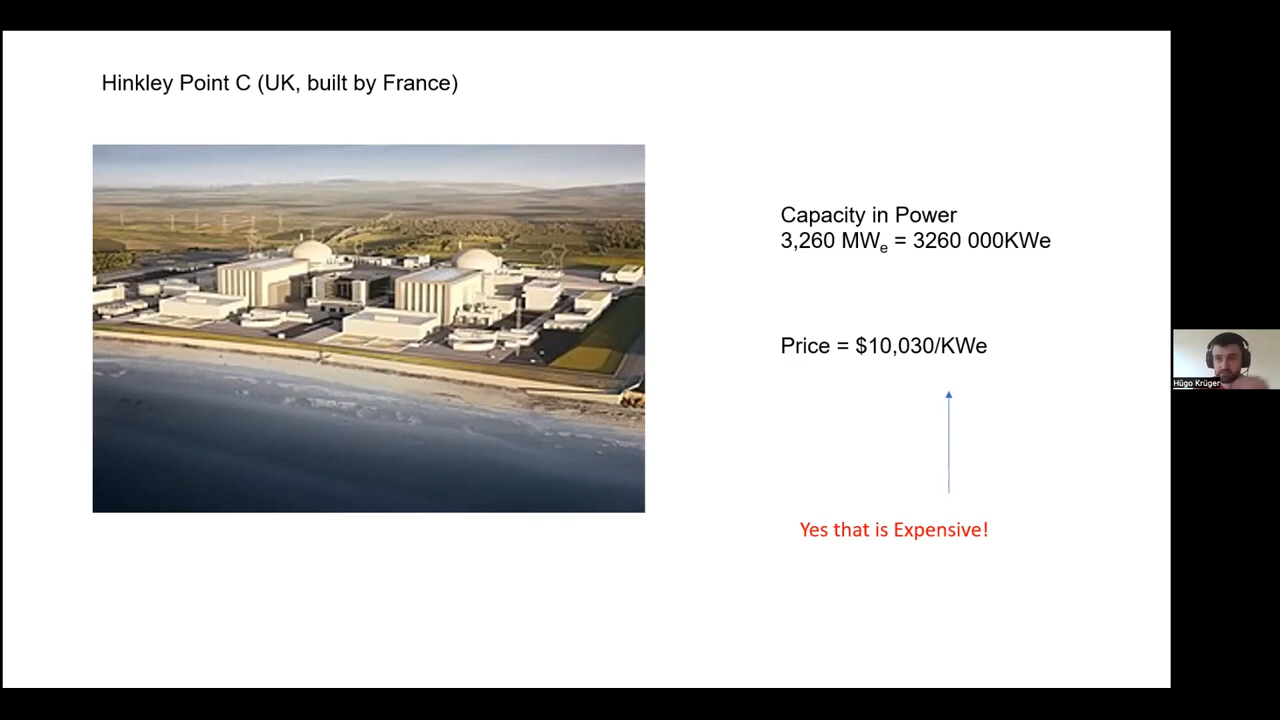 Hinkley Point C (UK, built by France)
Capacity in Power
3,260 MWe = 3260 000KWe
Price = $10,030/KWe
Hügo Krüger
Yes that is Expensive!